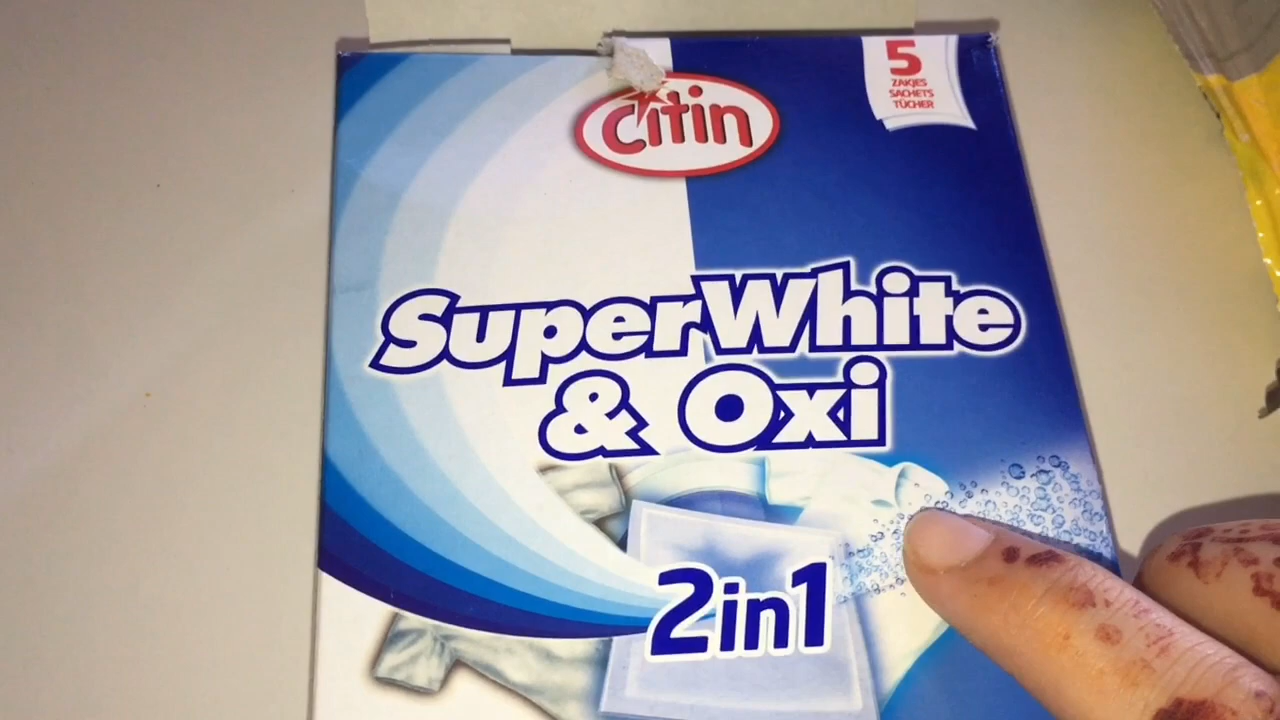 citin
5
ZAKJES
SACHETS
TÜCHER
SuperWhite
& Oxi
2in1